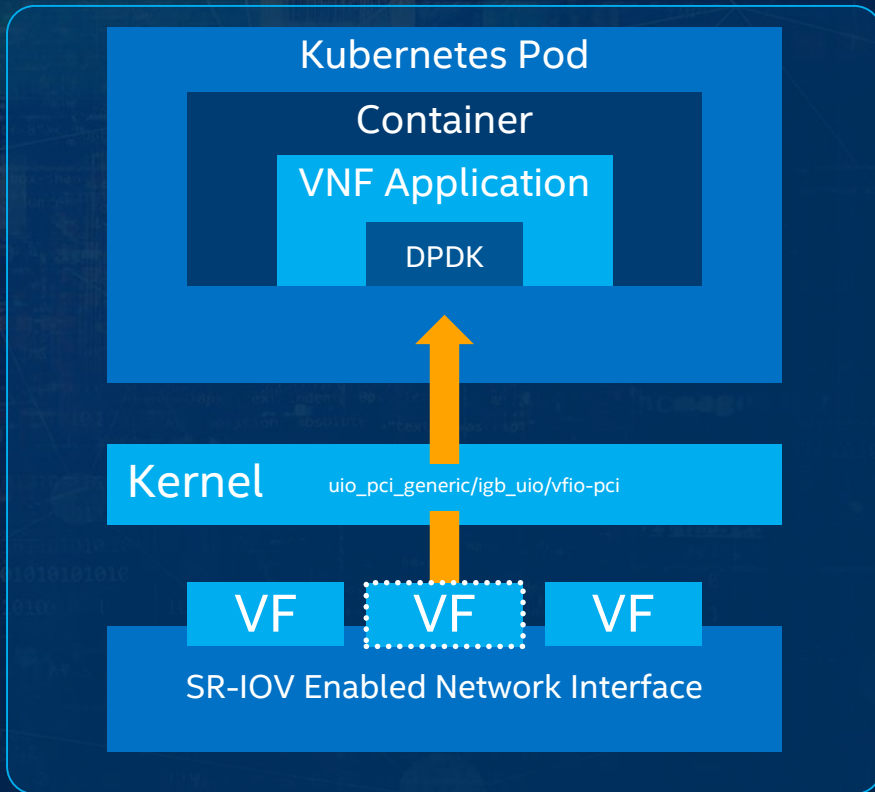 Kubernetes Pod
Container
VNF Application
DPDK
Kernel
uio_pci_generic/igb_uio/vfio-pci
VF
VF
VF
SR-IOV Enabled Network Interface